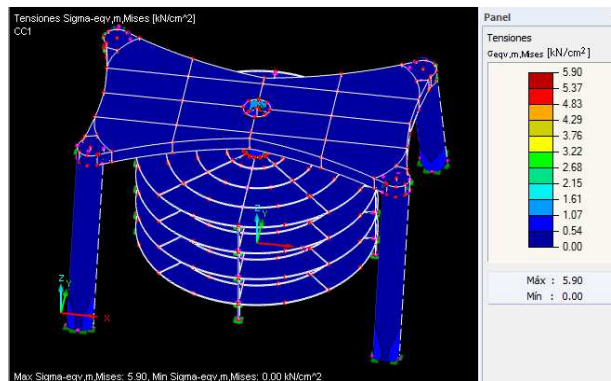 Tensiones Sigma-eqv,m,Mises [kN/cm^2]
CC1
Z
Y
Z
Y
X
Max Sigma-eqv,m,Mises: 5.90, Min Sigma-eqv,m,Mises: 0.00 kN/cm^2
Panel
Tensiones
σeqv,m,Mises [kN/cm²]
5.90
5.37
4.83
4.29
3.76
3.22
2.68
2.15
1.61
1.07
0.54
0.00
Máx : 5.90
Mín : 0.00